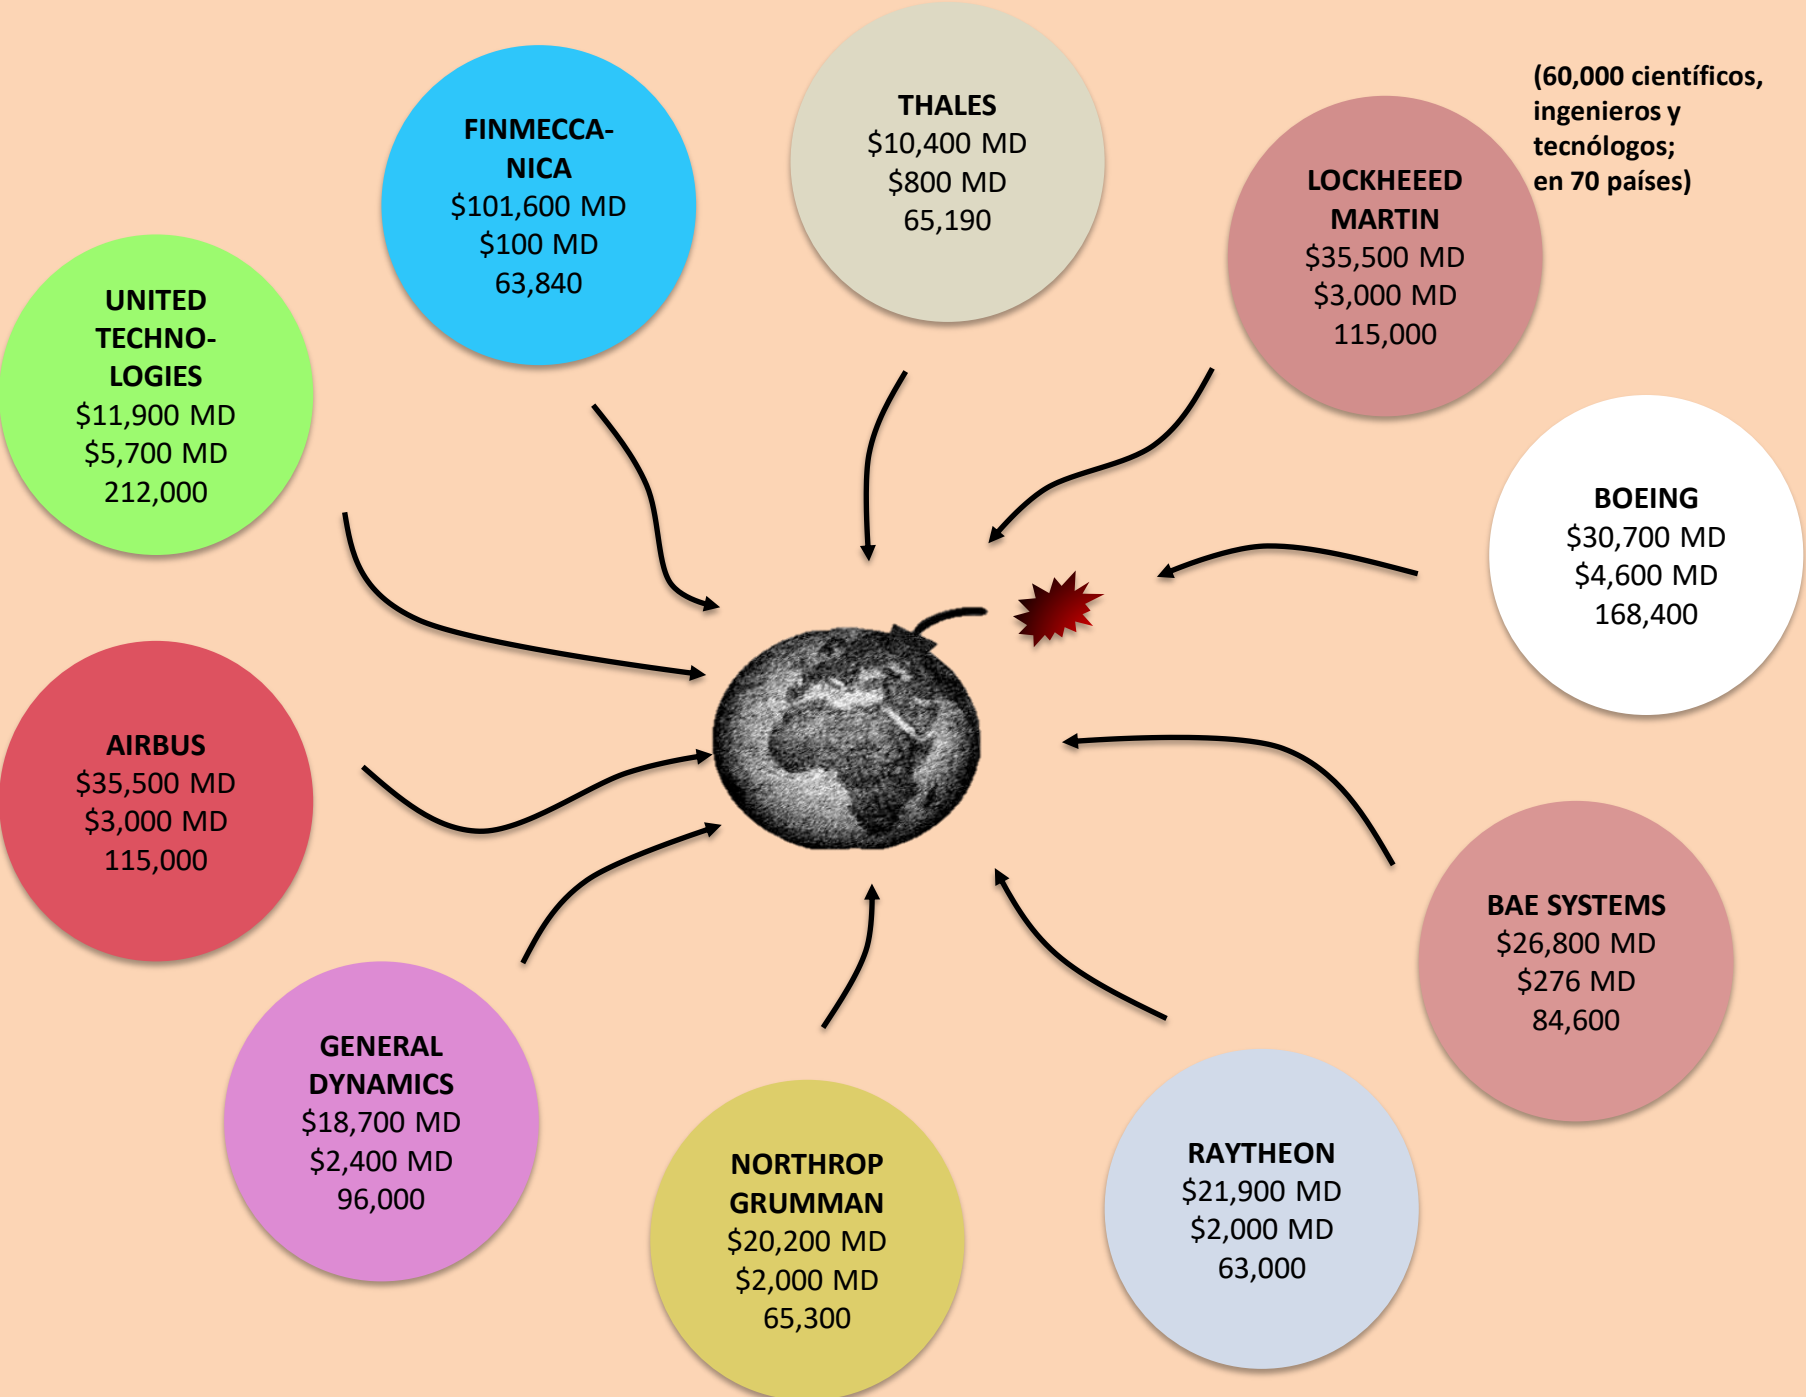 THALES
$10,400 MD
$800 MD
65,190
(60,000 científicos,
ingenieros y
tecnólogos;
en 70 países)
FINMECCA-
NICA
$101,600 MD
$100 MD
63,840
LOCKHEEED
MARTIN
$35,500 MD
$3,000 MD
115,000
UNITED
TECHNO-
LOGIES
$11,900 MD
$5,700 MD
212,000
BOEING
$30,700 MD
$4,600 MD
168,400
AIRBUS
$35,500 MD
$3,000 MD
115,000
BAE SYSTEMS
$26,800 MD
$276 MD
84,600
GENERAL
DYNAMICS
$18,700 MD
$2,400 MD
96,000
NORTHROP
GRUMMAN
$20,200 MD
$2,000 MD
65,300
RAYTHEON
$21,900 MD
$2,000 MD
63,000